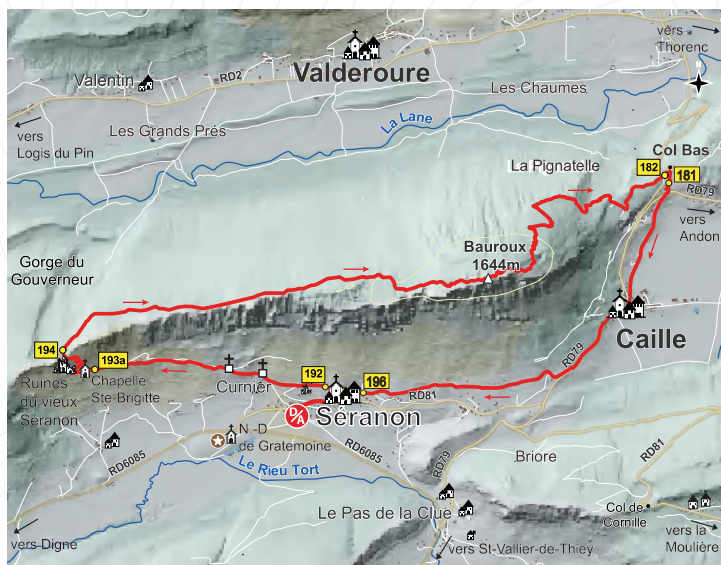 vers
Thorenc
Valderoure
Valentin
RD2
Les Chaumes
N
La Lane
vers
Logis du Pin
Les Grands Prés
Col Bas
La Pignatelle
182
181
RD79
vers
Andon
Bauroux
1644m
Gorge du
Gouverneur
Caille
194
193a
RD79
Ruines
du vieux
Séranon
Chapelle
Ste-Brigitte
Curnier
192
196
RD81
D/A
Séranon
N - D
de Gratemoine
RD6085
RD6085
Le Rieu Tort
RD79
Briore
RD81
Le Pas de la Clue
Col de
Cornille
vers Digne
vers St-Vallier-de-Thiey
vers la
Moulière